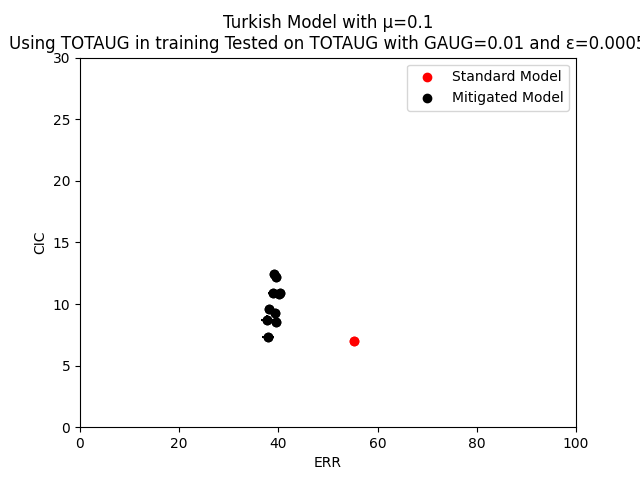 Turkish Model with μ=0.1
Using TOTAUG in training Tested on TOTAUG with GAUG=0.01 and ε=0.0005
Standard Model
Mitigated Model
30
25
20
15
10
5
0
CIC
0 20 40 60 80 100
ERR